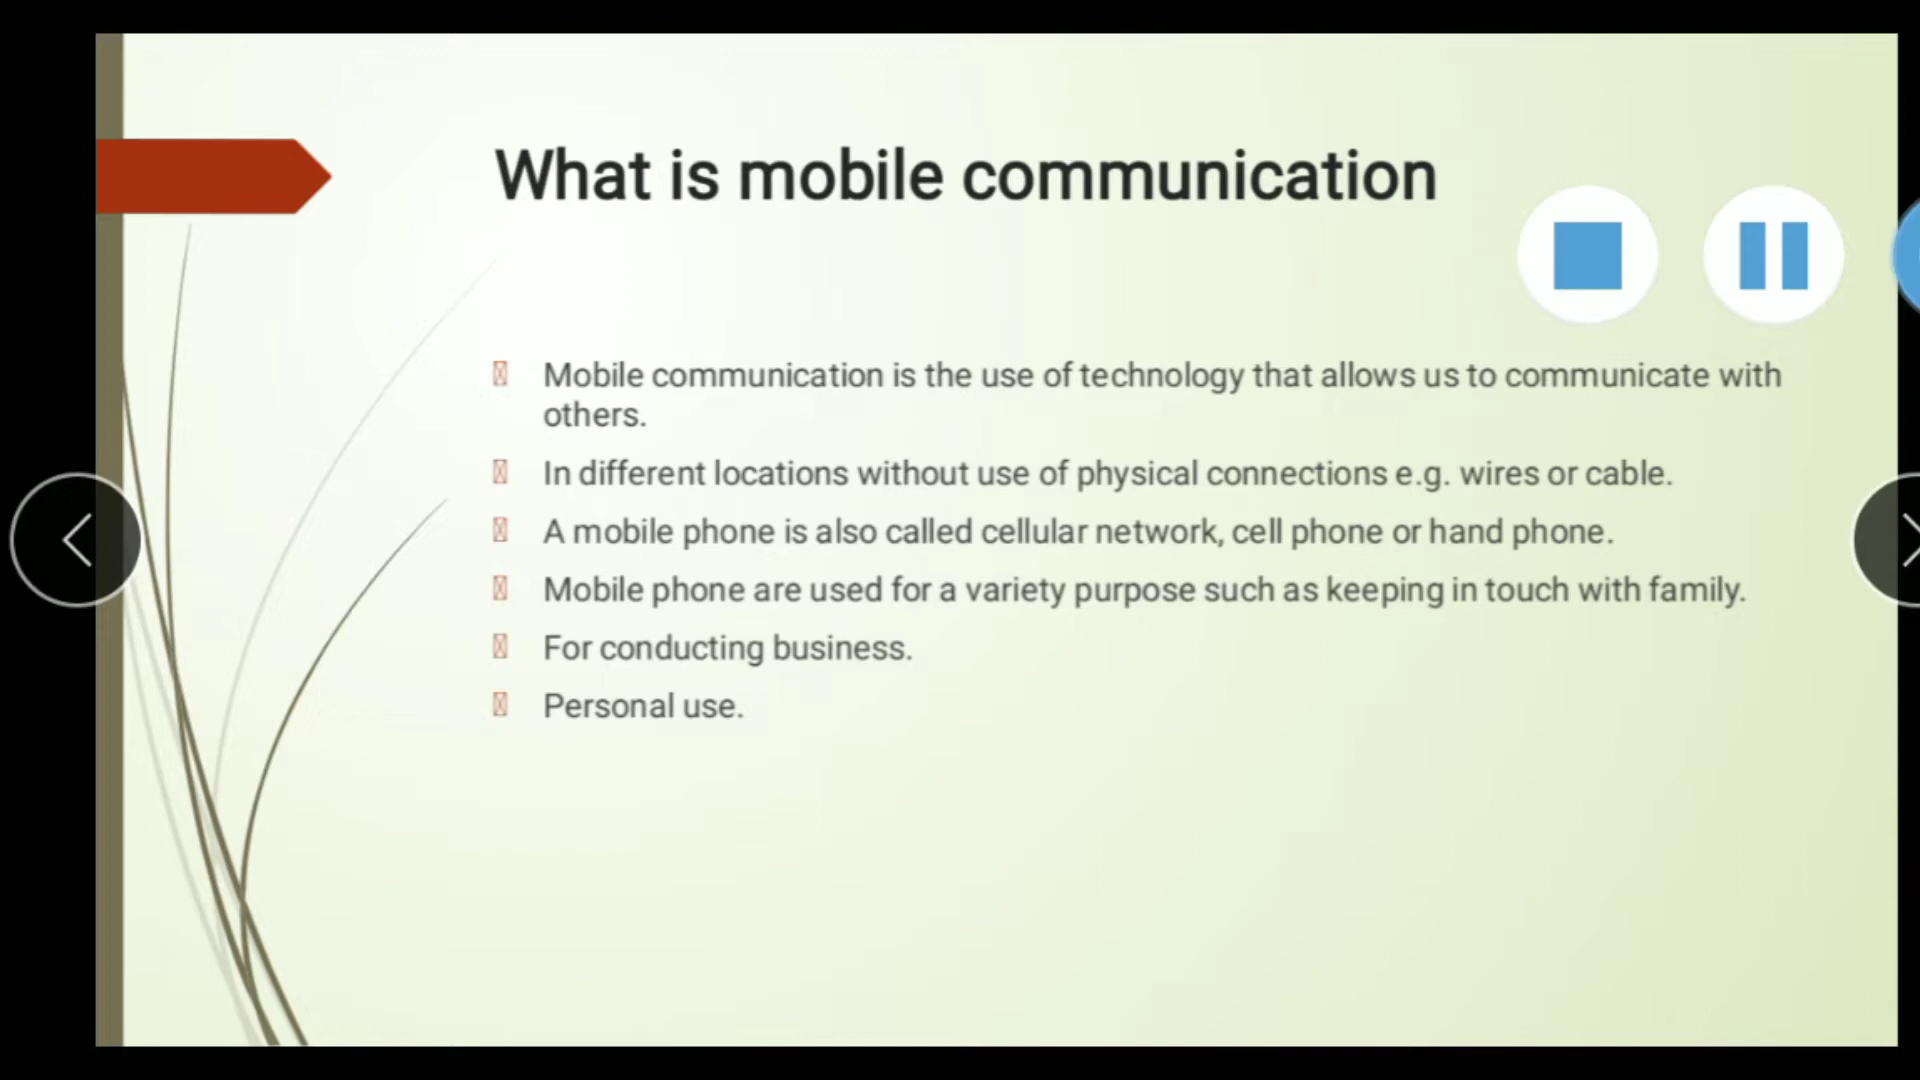 What is mobile communication
Mobile communication is the use of technology that allows us to communicate with
others.
In different locations without use of physical connections e.g. wires or cable.
A mobile phone is also called cellular network, cell phone or hand phone.
Mobile phone are used for a variety purpose such as keeping in touch with family.
For conducting business.
Personal use.